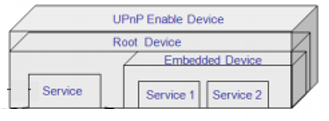 UPnP Enable Device
Root Device
Embedded Device
Service
Service 1
Service 2